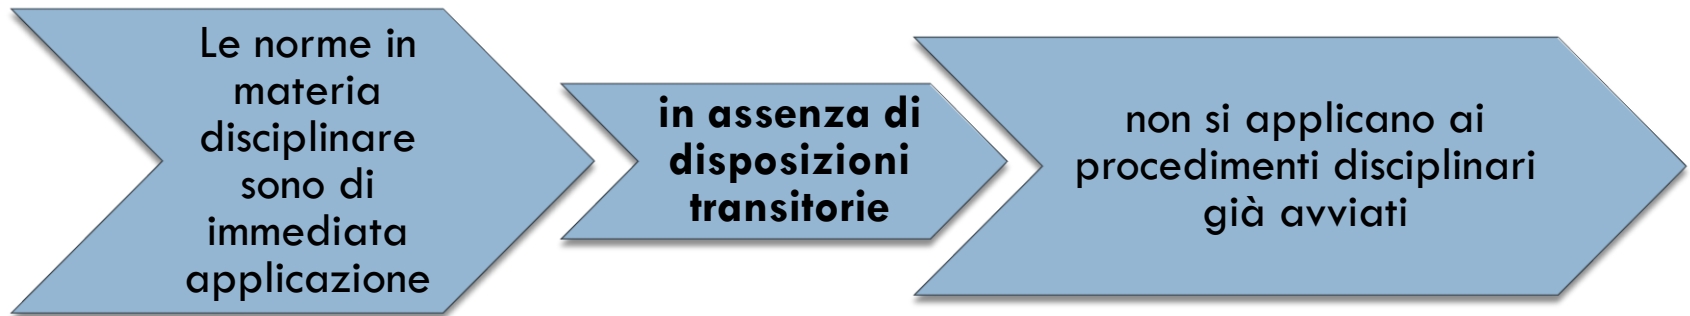 Le norme in
materia
disciplinare
sono di
immediata
applicazione
in assenza di
disposizioni
transitorie
non si applicano ai
procedimenti disciplinari
già avviati